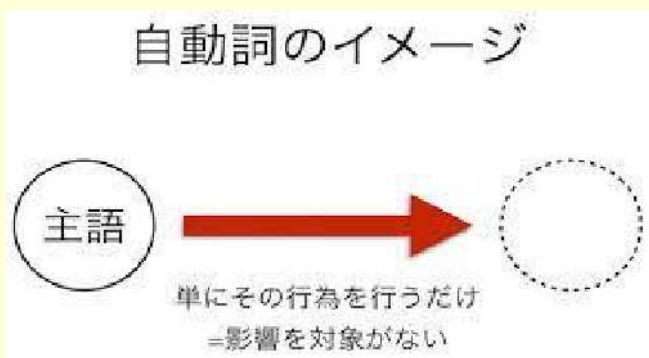 自動詞のイメージ
主語
単にその行為を行うだけ
=影響を対象がない